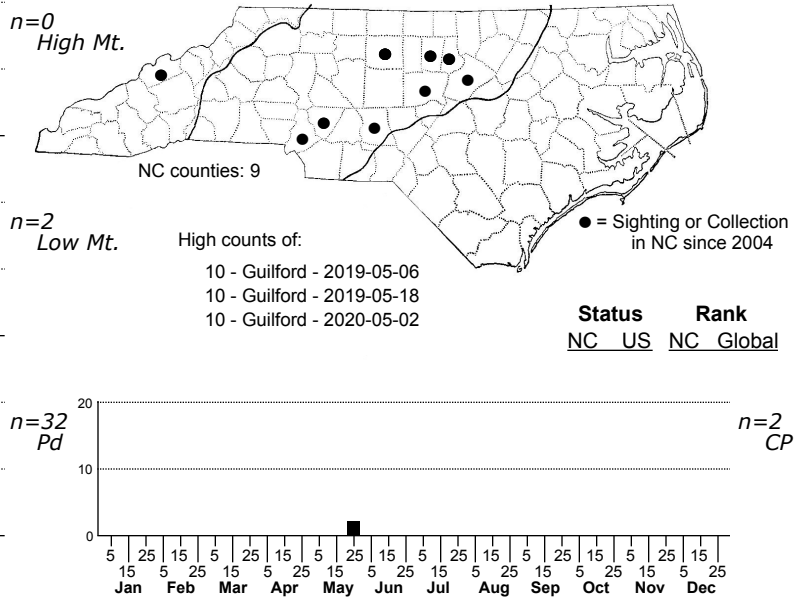 n=0
High Mt.
NC counties: 9
n=2
Low Mt.
High counts of:
10 - Guilford - 2019-05-06
10 - Guilford - 2019-05-18
10 - Guilford - 2020-05-02
● = Sighting or Collection
in NC since 2004
Status Rank
NC US NC Global
n=32
Pd
n=2
CP
20
10
0
5 25 15 5 25 15 5 25 15 5 25 15 5 25 15 5 25 15
15 5 25 15 5 25 15 5 25 15 5 25 15 5 25 15 5 25
Jan Feb Mar Apr May Jun Jul Aug Sep Oct Nov Dec